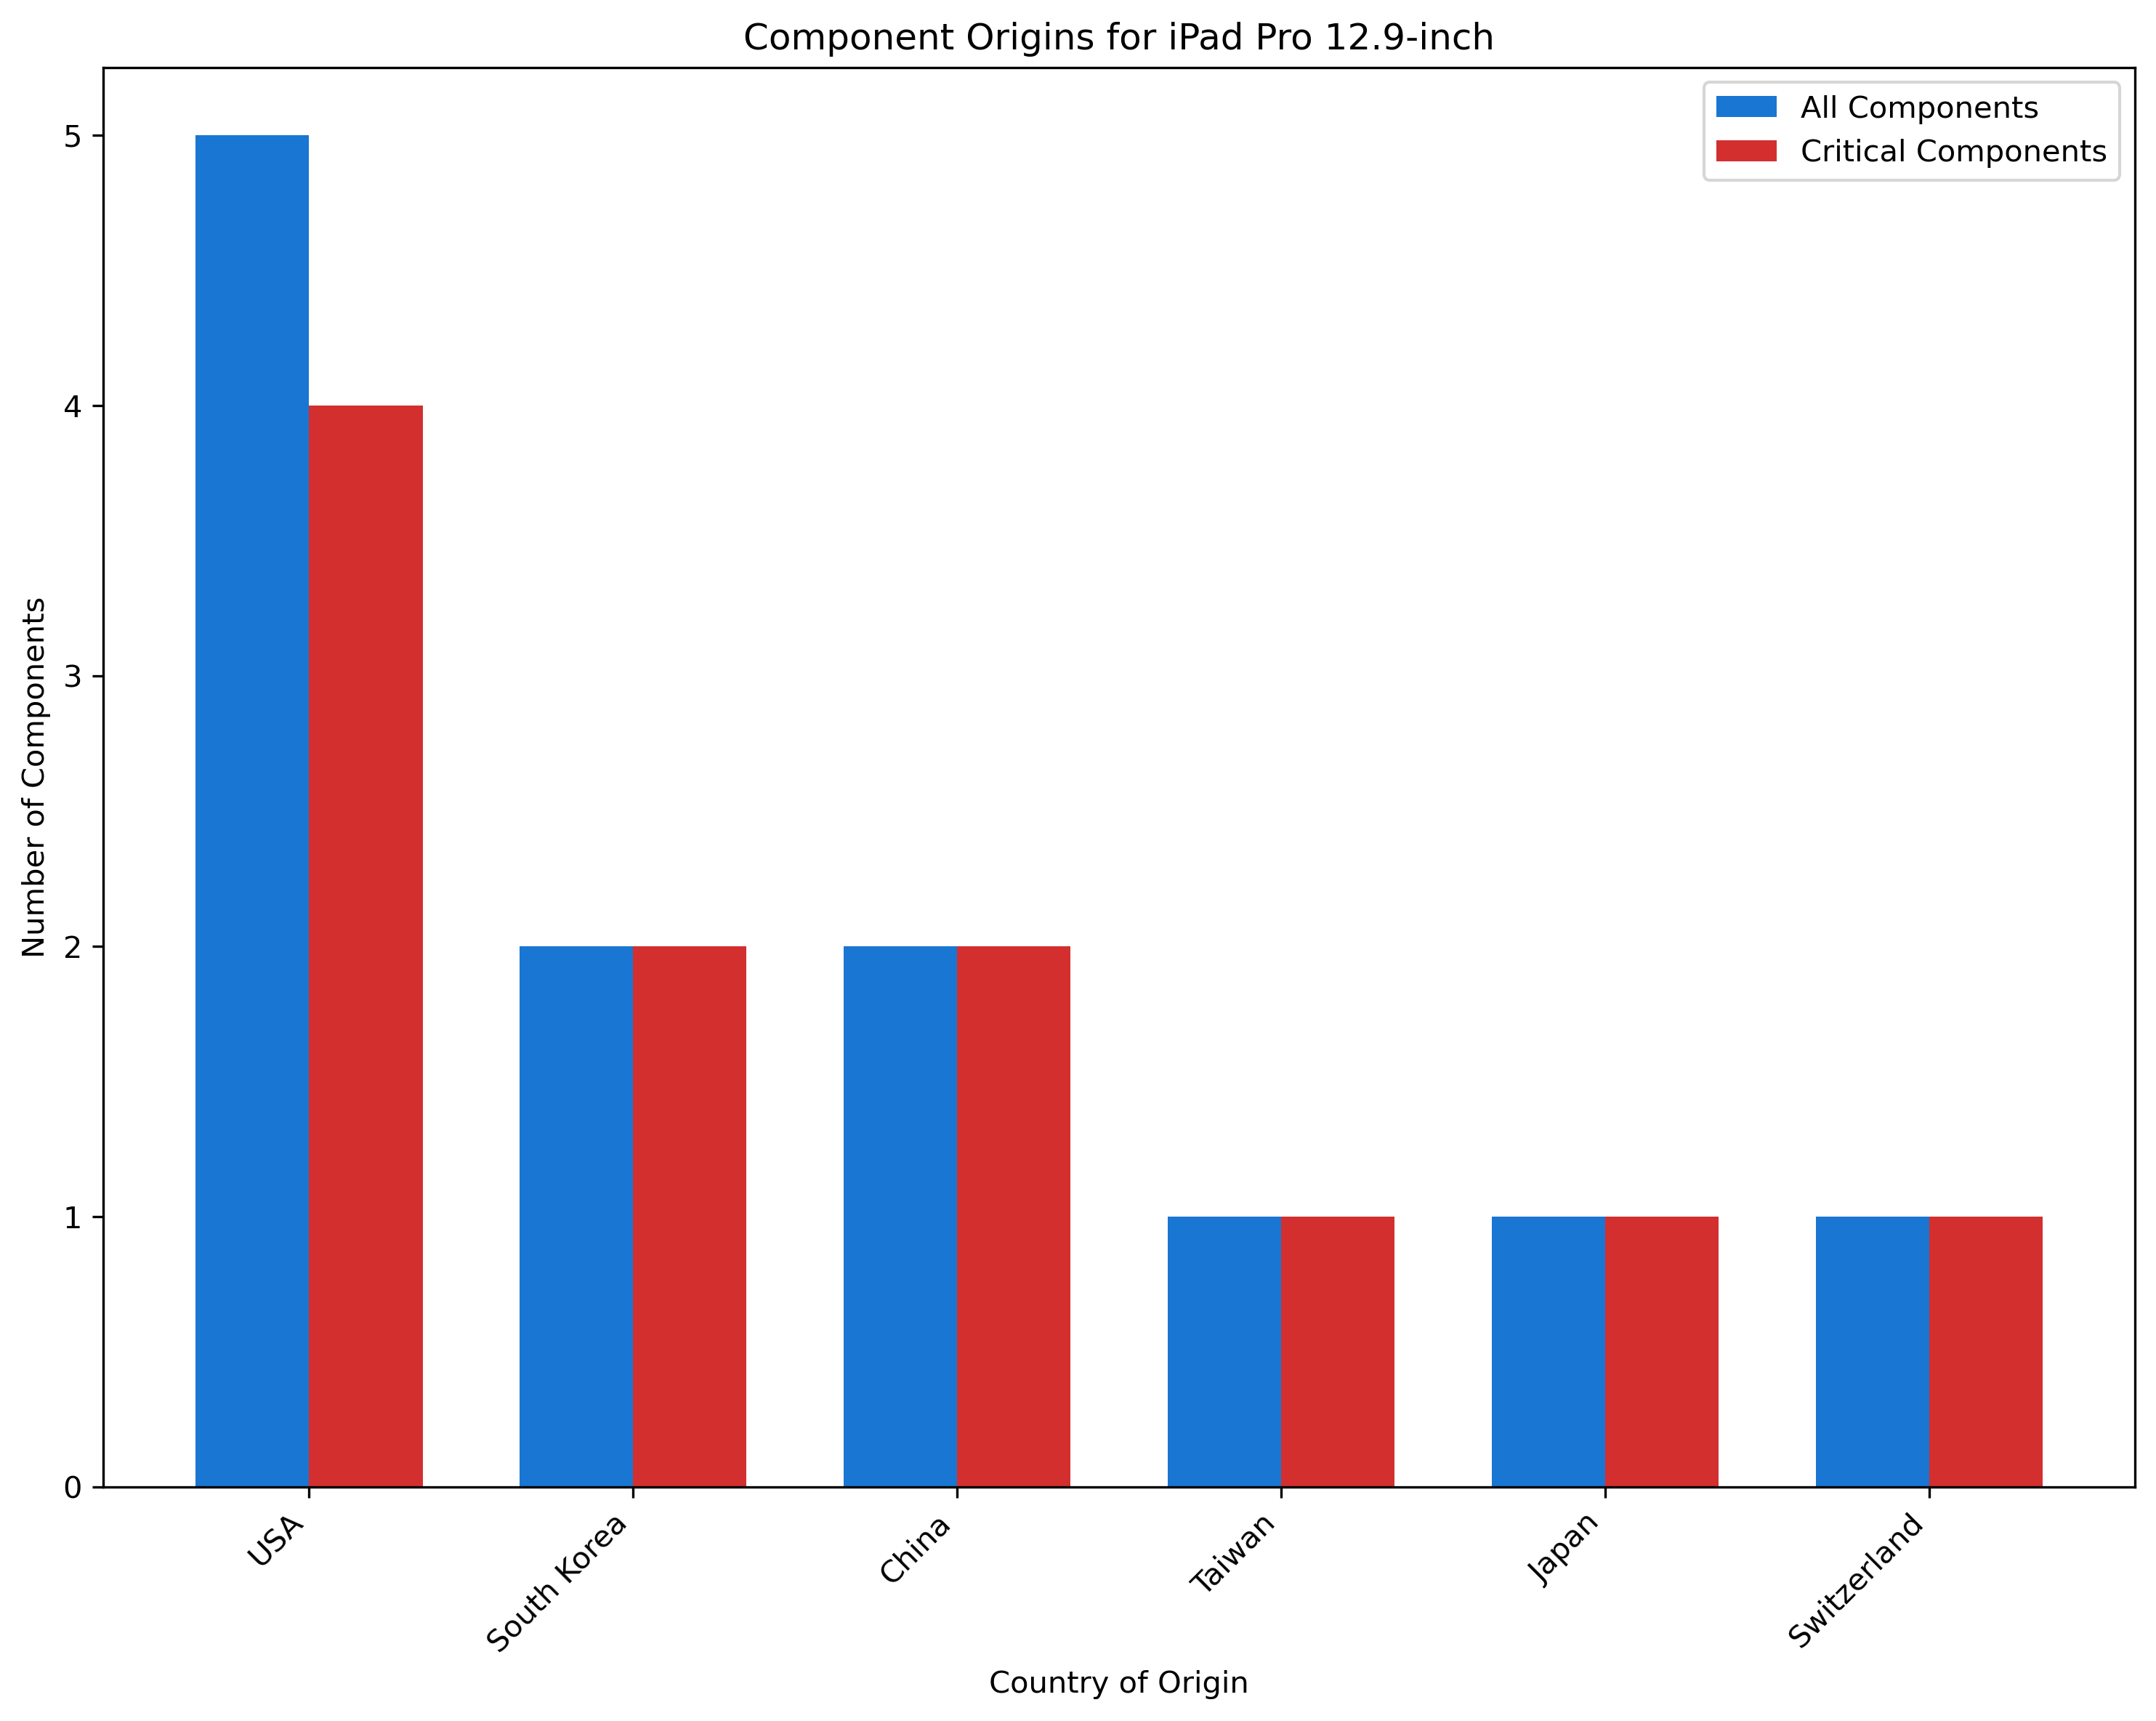 Component Origins for iPad Pro 12.9-inch
All Components
Critical Components
Number of Components
5
4
3
2
1
0
USA
South Korea
China
Taiwan
Japan
Switzerland
Country of Origin